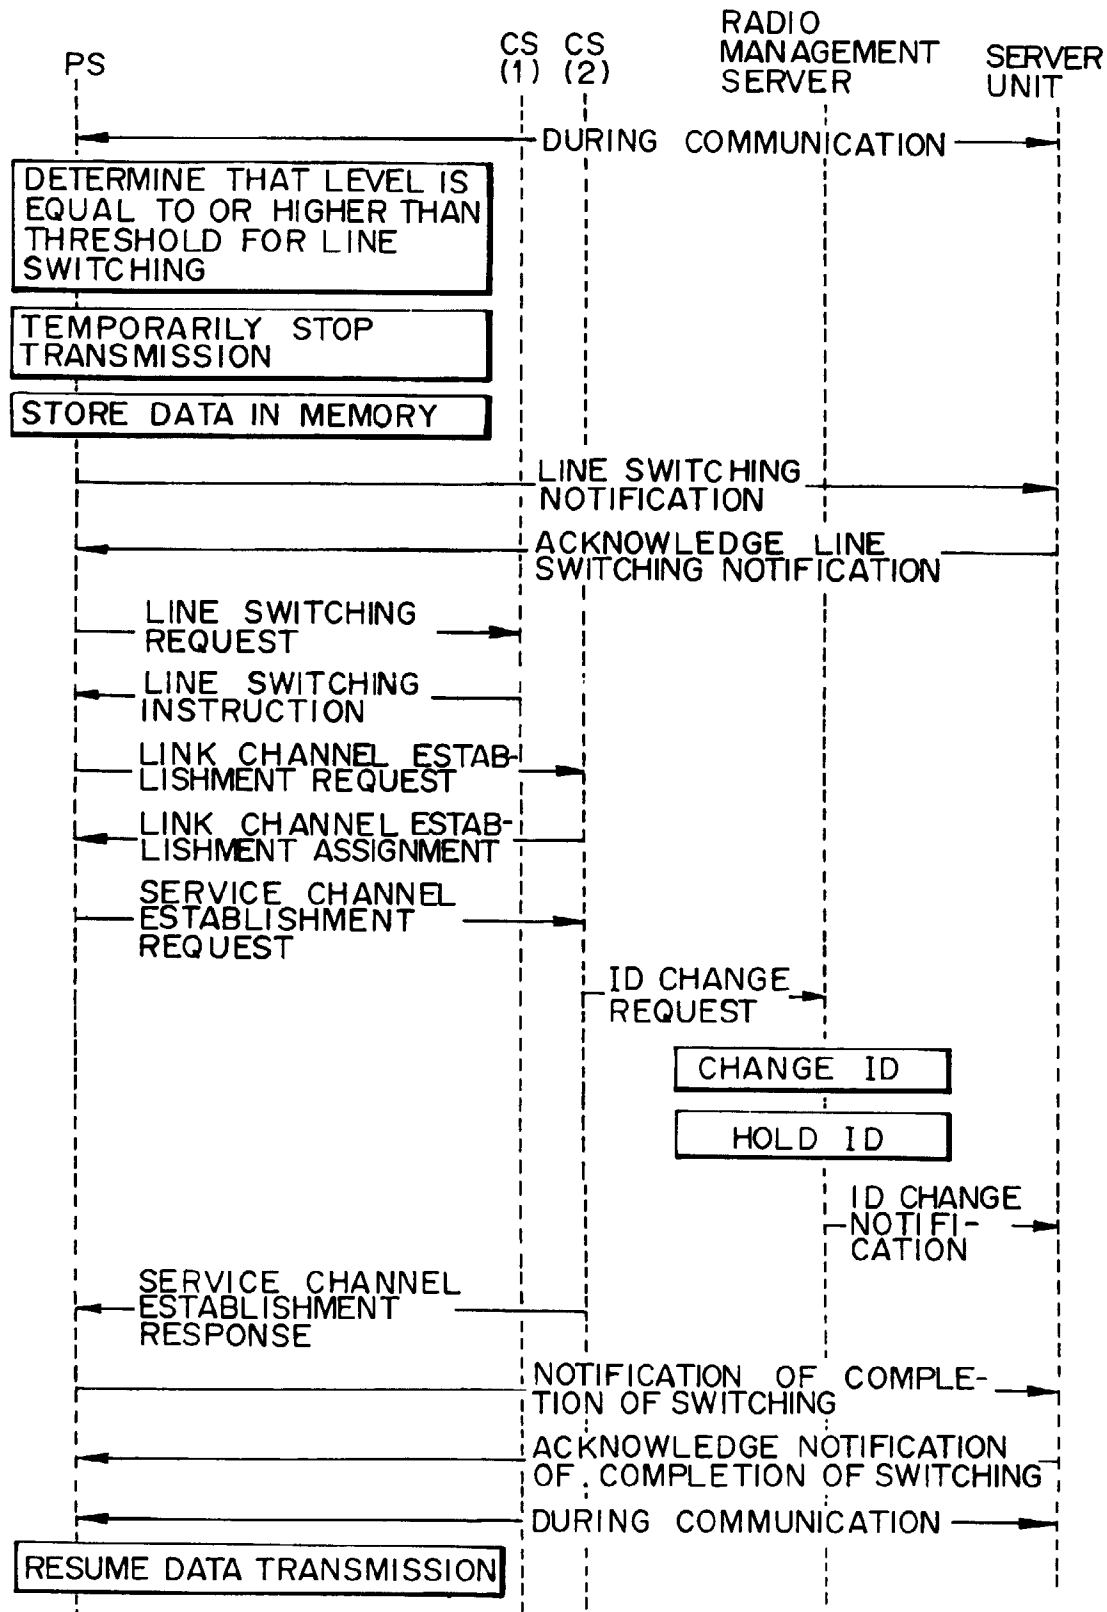 PS
CS
(1)
CS
(2)
RADIO
MANAGEMENT
SERVER
SERVER
UNIT
DURING COMMUNICATION
DETERMINE THAT LEVEL IS
EQUAL TO OR HIGHER THAN
THRESHOLD FOR LINE
SWITCHING
TEMPORARILY STOP
TRANSMISSION
STORE DATA IN MEMORY
LINE SWITCHING
NOTIFICATION
ACKNOWLEDGE LINE
SWITCHING NOTIFICATION
LINE SWITCHING
REQUEST
LINE SWITCHING
INSTRUCTION
LINK CHANNEL ESTAB-
LISHMENT REQUEST
LINK CHANNEL ESTAB-
LISHMENT ASSIGNMENT
SERVICE CHANNEL
ESTABLISHMENT
REQUEST
ID CHANGE
REQUEST
CHANGE ID
HOLD ID
ID CHANGE
NOTIFI-
CATION
SERVICE CHANNEL
ESTABLISHMENT
RESPONSE
NOTIFICATION OF COMPLE-
TION OF SWITCHING
ACKNOWLEDGE NOTIFICATION
OF COMPLETION OF SWITCHING
DURING COMMUNICATION
RESUME DATA TRANSMISSION